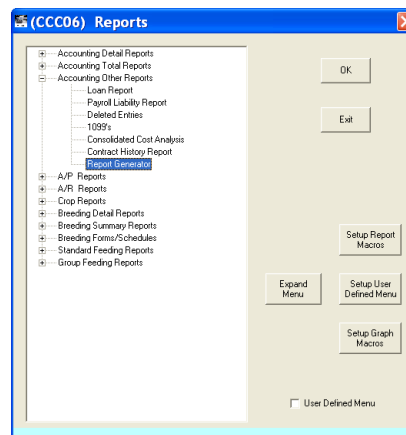 (CCC06) Reports
Accounting Detail Reports
Accounting Total Reports
Accounting Other Reports
Loan Report
Payroll Liability Report
Deleted Entries
1099's
Consolidated Cost Analysis
Contract History Report
Report Generator
A/P Reports
A/R Reports
Crop Reports
Breeding Detail Reports
Breeding Summary Reports
Breeding Forms/Schedules
Standard Feeding Reports
Group Feeding Reports
OK
Exit
Setup Report
Macros
Expand
Menu
Setup User
Defined Menu
Setup Graph
Macros
User Defined Menu